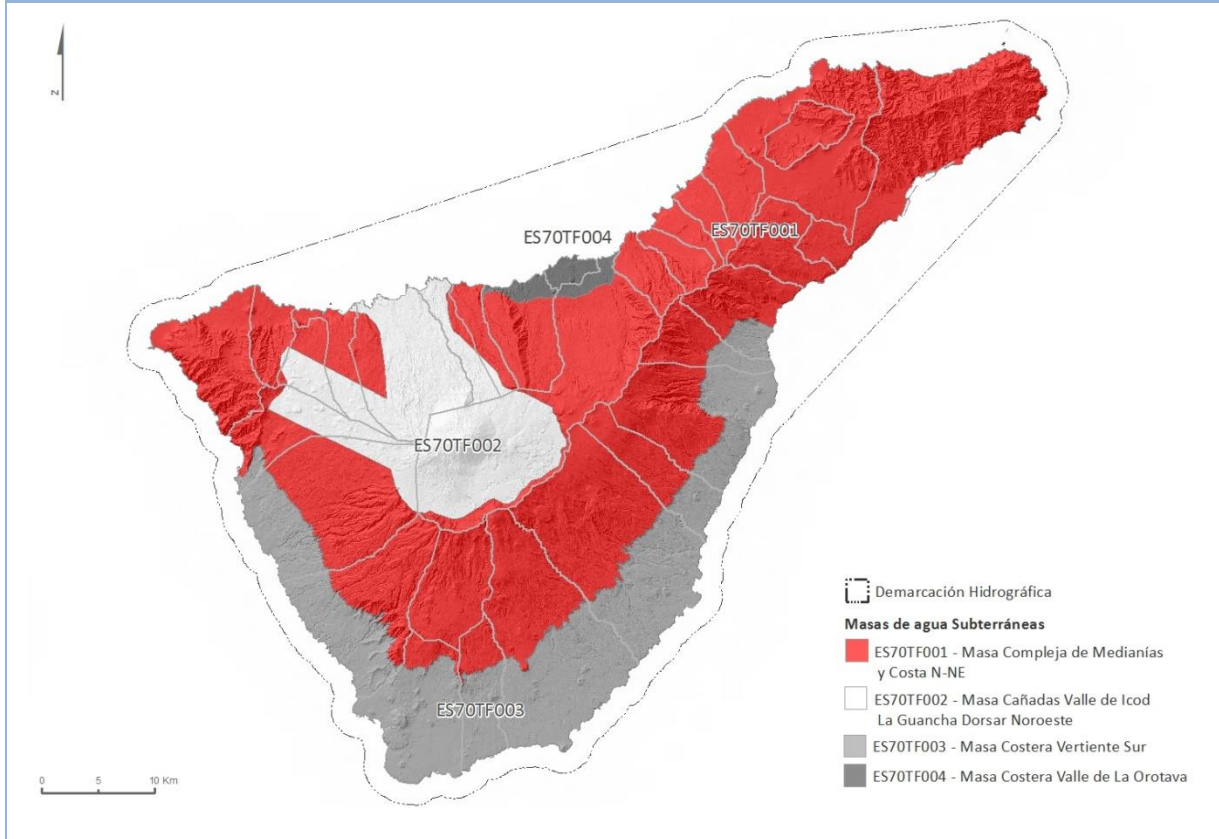 N
ES70TF004
ES70TF001
ES70TF002
ES70TF003
Demarcación Hidrográfica
Masas de agua Subterráneas
ES70TF001 - Masa Compleja de Medianías
y Costa N-NE
ES70TF002 - Masa Cañadas Valle de Icod
La Guancha Dorsar Noroeste
ES70TF003 - Masa Costera Vertiente Sur
ES70TF004 - Masa Costera Valle de La Orotava
0 5 10 Km